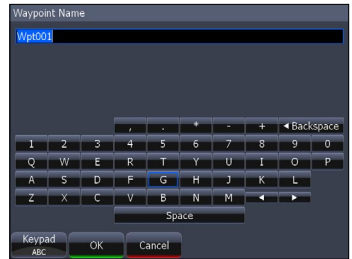 Waypoint Name
Wpt001
, . * - + ◄ Backspace
1 2 3 4 5 6 7 8 9 0
Q W E R T Y U I O P
A S D F G H J K L
Z X C V B N M ◄ ►
Space
Keypad OK Cancel
ABC